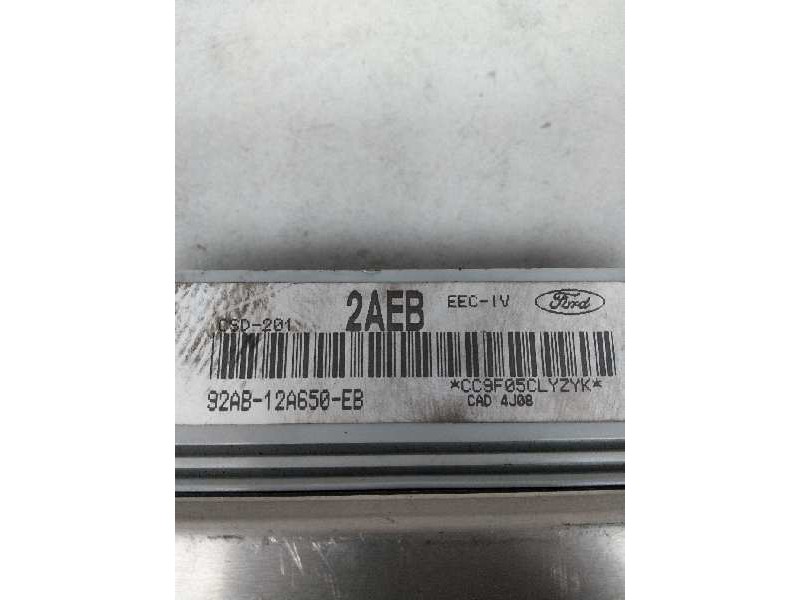 2AEB EEC-IV Ford
CSD-201
92AB-12A650-EB *CC9F05CLYZYK*
CAD 4J08